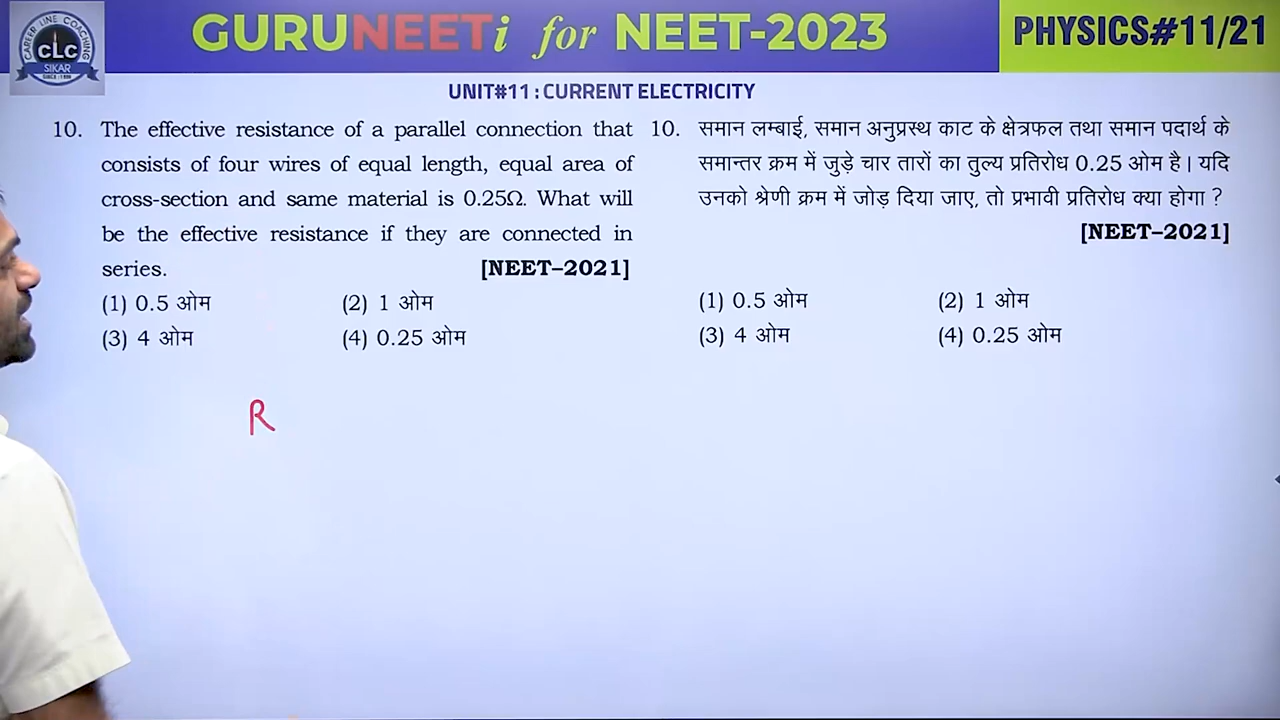 CAREER LINE COACHING
CLC
SIKAR
SINCE : 1996
GURUNEETi for NEET-2023
PHYSICS#11/21
UNIT#11 : CURRENT ELECTRICITY
10. The effective resistance of a parallel connection that
consists of four wires of equal length, equal area of
cross-section and same material is 0.25Ω. What will
be the effective resistance if they are connected in
series. [NEET–2021]
(1) 0.5 ओम (2) 1 ओम
(3) 4 ओम (4) 0.25 ओम
10. समान लम्बाई, समान अनुप्रस्थ काट के क्षेत्रफल तथा समान पदार्थ के
समान्तर क्रम में जुड़े चार तारों का तुल्य प्रतिरोध 0.25 ओम है। यदि
उनको श्रेणी क्रम में जोड़ दिया जाए, तो प्रभावी प्रतिरोध क्या होगा ?
[NEET–2021]
(1) 0.5 ओम (2) 1 ओम
(3) 4 ओम (4) 0.25 ओम
R